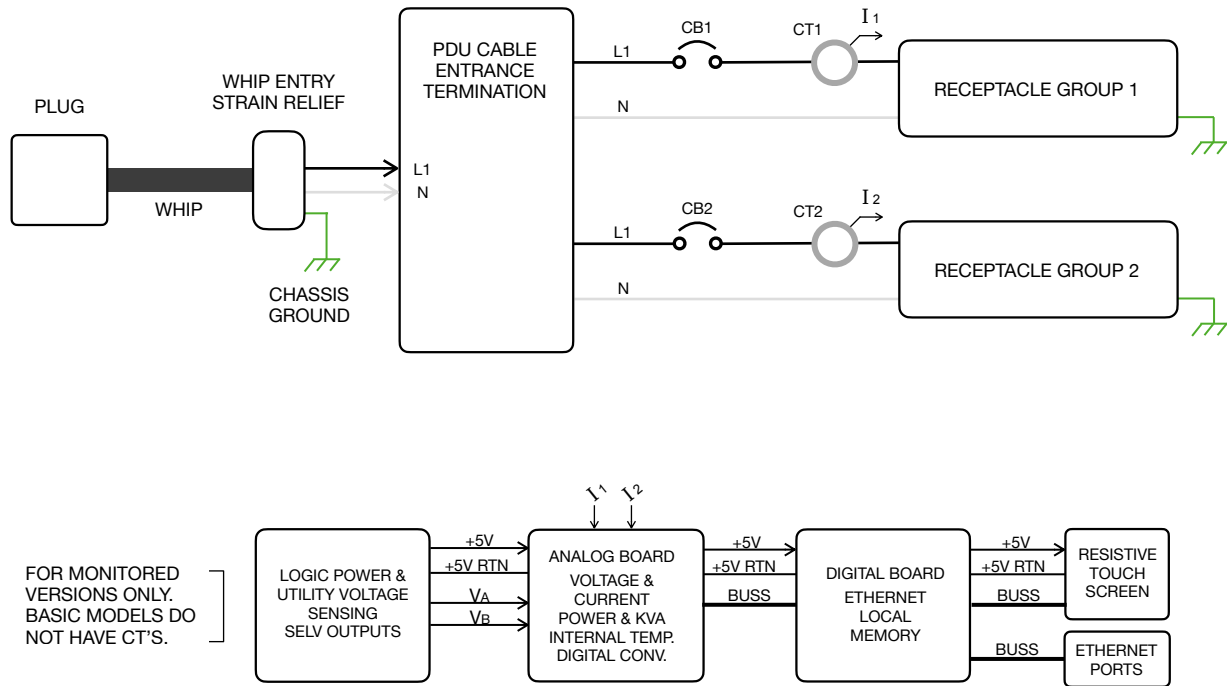 PLUG
WHIP ENTRY
STRAIN RELIEF
WHIP
CHASSIS
GROUND
PDU CABLE
ENTRANCE
TERMINATION
L1
N
L1
CB1
CT1
I1
N
RECEPTACLE GROUP 1
L1
CB2
CT2
I2
N
RECEPTACLE GROUP 2
FOR MONITORED
VERSIONS ONLY.
BASIC MODELS DO
NOT HAVE CT'S.
LOGIC POWER &
UTILITY VOLTAGE
SENSING
SELV OUTPUTS
+5V
+5V RTN
VA
VB
I1
I2
ANALOG BOARD
VOLTAGE &
CURRENT
POWER & KVA
INTERNAL TEMP.
DIGITAL CONV.
+5V
+5V RTN
BUSS
DIGITAL BOARD
ETHERNET
LOCAL
MEMORY
+5V
+5V RTN
BUSS
RESISTIVE
TOUCH
SCREEN
BUSS
ETHERNET
PORTS